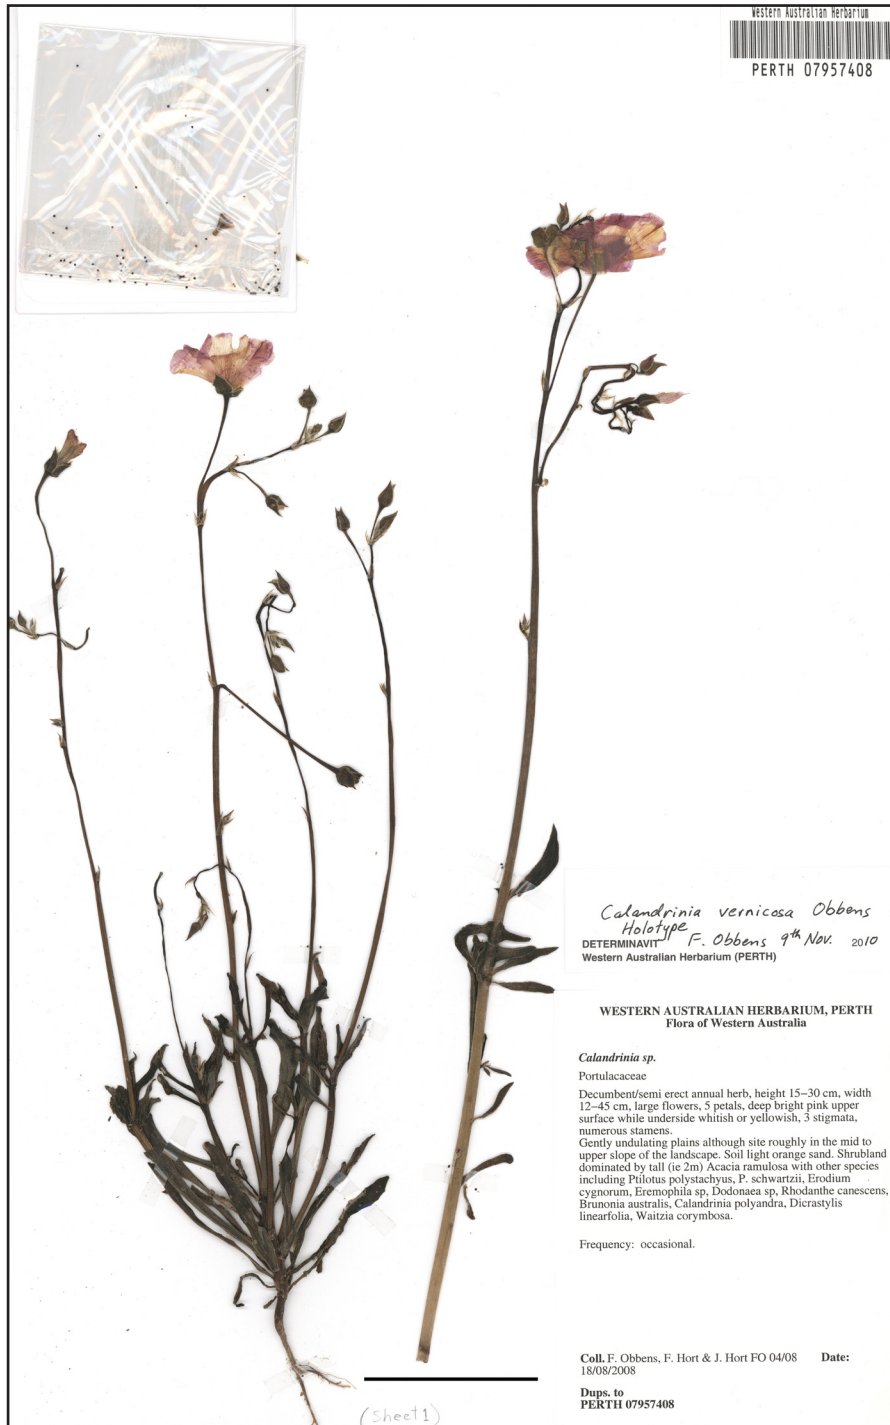 Western Australian Herbarium
PERTH 07957408
Calandrinia vernicosa Obbens
Holotype
DETERMINAVIT F. Obbens 9th Nov. 2010
Western Australian Herbarium (PERTH)
WESTERN AUSTRALIAN HERBARIUM, PERTH
Flora of Western Australia
Calandrinia sp.
Portulacaceae
Decumbent/semi erect annual herb, height 15–30 cm, width
12–45 cm, large flowers, 5 petals, deep bright pink upper
surface while underside whitish or yellowish, 3 stigmata,
numerous stamens.
Gently undulating plains although site roughly in the mid to
upper slope of the landscape. Soil light orange sand. Shrubland
dominated by tall (ie 2m) Acacia ramulosa with other species
including Ptilotus polystachyus, P. schwartzii, Erodium
cygnorum, Eremophila sp, Dodonaea sp, Rhodanthe canescens,
Brunonia australis, Calandrinia polyandra, Dicrastylis
linearfolia, Waitzia corymbosa.
Frequency: occasional.
Coll. F. Obbens, F. Hort & J. Hort FO 04/08 Date:
18/08/2008
Dups. to
PERTH 07957408
(Sheet 1)